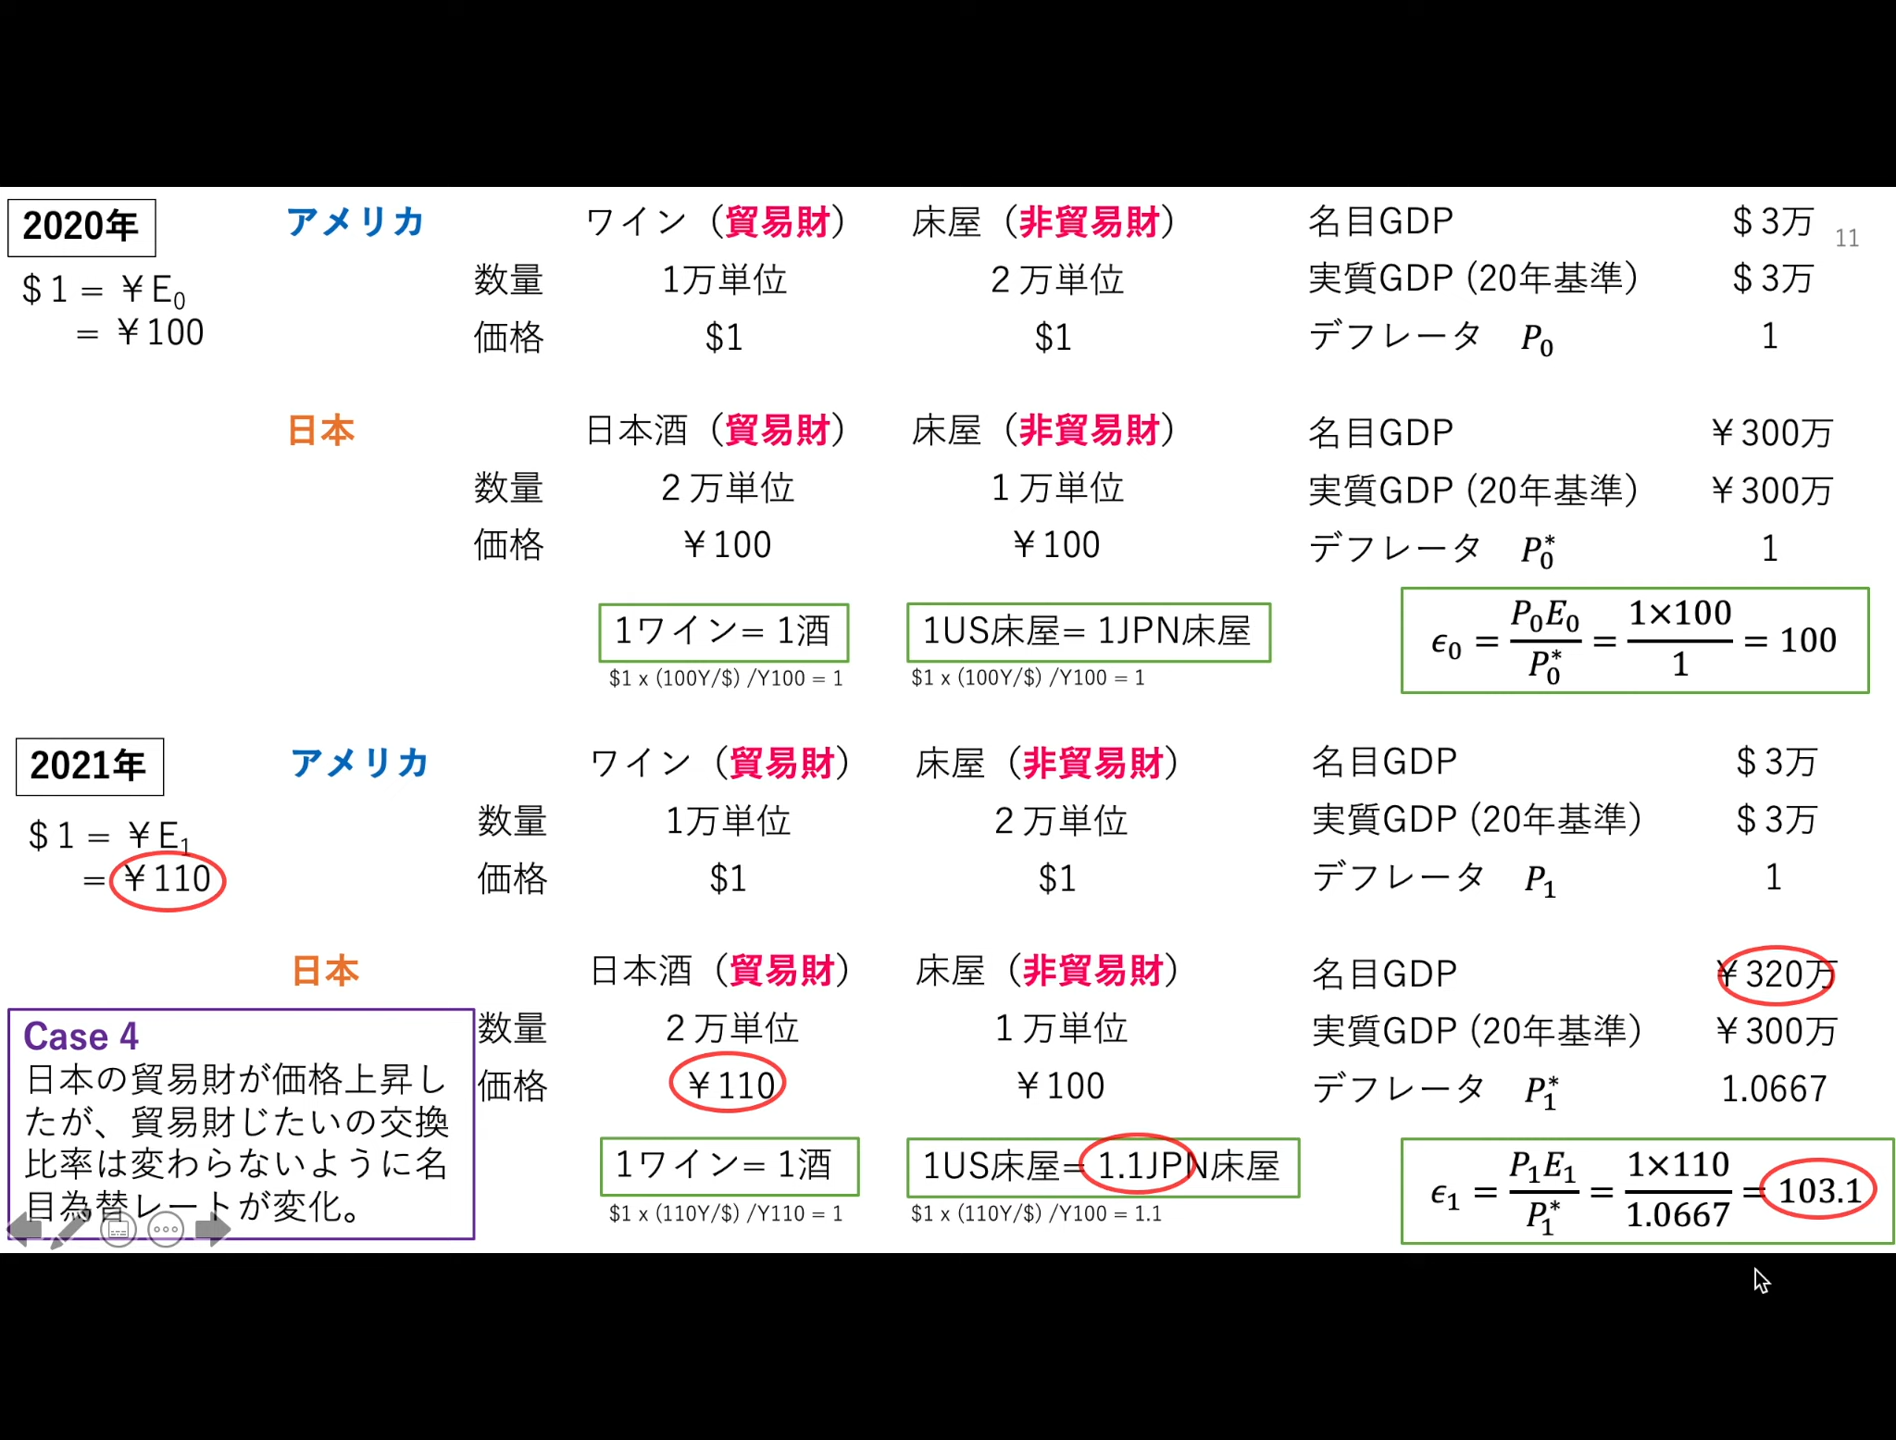 2020年 アメリカ ワイン（貿易財） 床屋（非貿易財） 名目GDP ＄3万 11
＄1 = ￥E₀ 数量 1万単位 2万単位 実質GDP (20年基準) ＄3万
= ￥100 価格 $1 $1 デフレータ P₀ 1
日本 日本酒（貿易財） 床屋（非貿易財） 名目GDP ￥300万
数量 2万単位 1万単位 実質GDP (20年基準) ￥300万
価格 ￥100 ￥100 デフレータ P₀* 1
1ワイン= 1酒 1US床屋= 1JPN床屋 ϵ₀ = P₀E₀/P₀* = 1×100/1 = 100
$1 x (100Y/$) /Y100 = 1 $1 x (100Y/$) /Y100 = 1
2021年 アメリカ ワイン（貿易財） 床屋（非貿易財） 名目GDP ＄3万
＄1 = ￥E₁ 数量 1万単位 2万単位 実質GDP (20年基準) ＄3万
= ￥110 価格 $1 $1 デフレータ P₁ 1
日本 日本酒（貿易財） 床屋（非貿易財） 名目GDP ￥320万
数量 2万単位 1万単位 実質GDP (20年基準) ￥300万
価格 ￥110 ￥100 デフレータ P₁* 1.0667
1ワイン= 1酒 1US床屋= 1.1JPN床屋 ϵ₁ = P₁E₁/P₁* = 1×110/1.0667 = 103.1
$1 x (110Y/$) /Y110 = 1 $1 x (110Y/$) /Y100 = 1.1
Case 4
日本の貿易財が価格上昇し
たが、貿易財じたいの交換
比率は変わらないように名
目為替レートが変化。